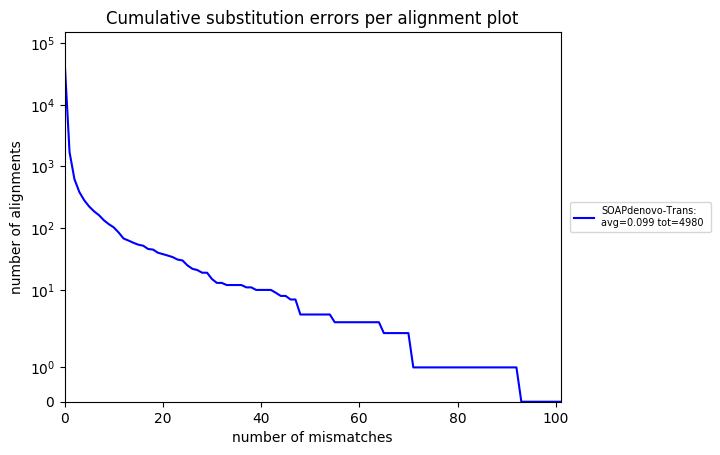 Cumulative substitution errors per alignment plot
number of alignments
10⁵
10⁴
10³
10²
10¹
10⁰
0
0 20 40 60 80 100
number of mismatches
SOAPdenovo-Trans:
avg=0.099 tot=4980